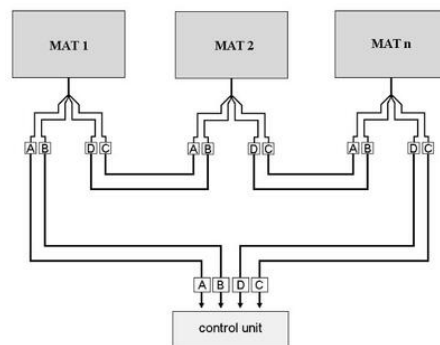 MAT 1 MAT 2 MAT n
A B D C A B D C A B D C
A B D C
control unit